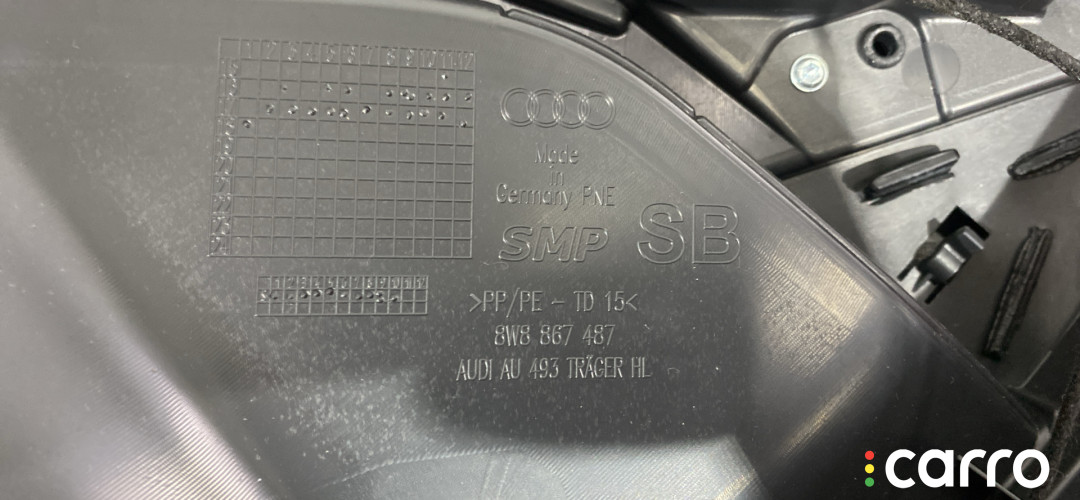 Made
in
Germany PNE
SMP SB
>PP/PE - TD 15<
8W8 867 487
AUDI AU 493 TRÄGER HL
carro